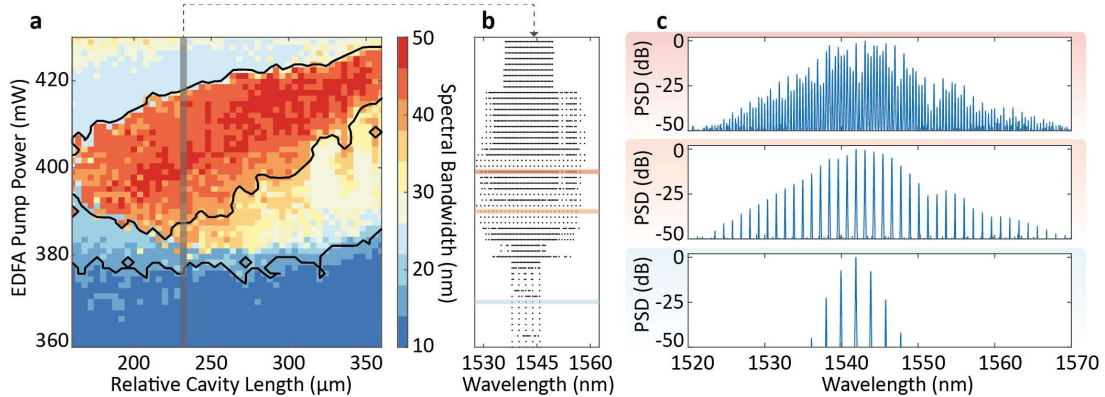 a
b
c
EDFA Pump Power (mW)
420
400
380
360
200
250
300
350
Relative Cavity Length (μm)
50
40
30
20
10
Spectral Bandwidth (nm)
1530
1545
1560
Wavelength (nm)
PSD (dB)
0
-25
-50
PSD (dB)
0
-25
-50
PSD (dB)
0
-25
-50
1520
1530
1540
1550
1560
1570
Wavelength (nm)